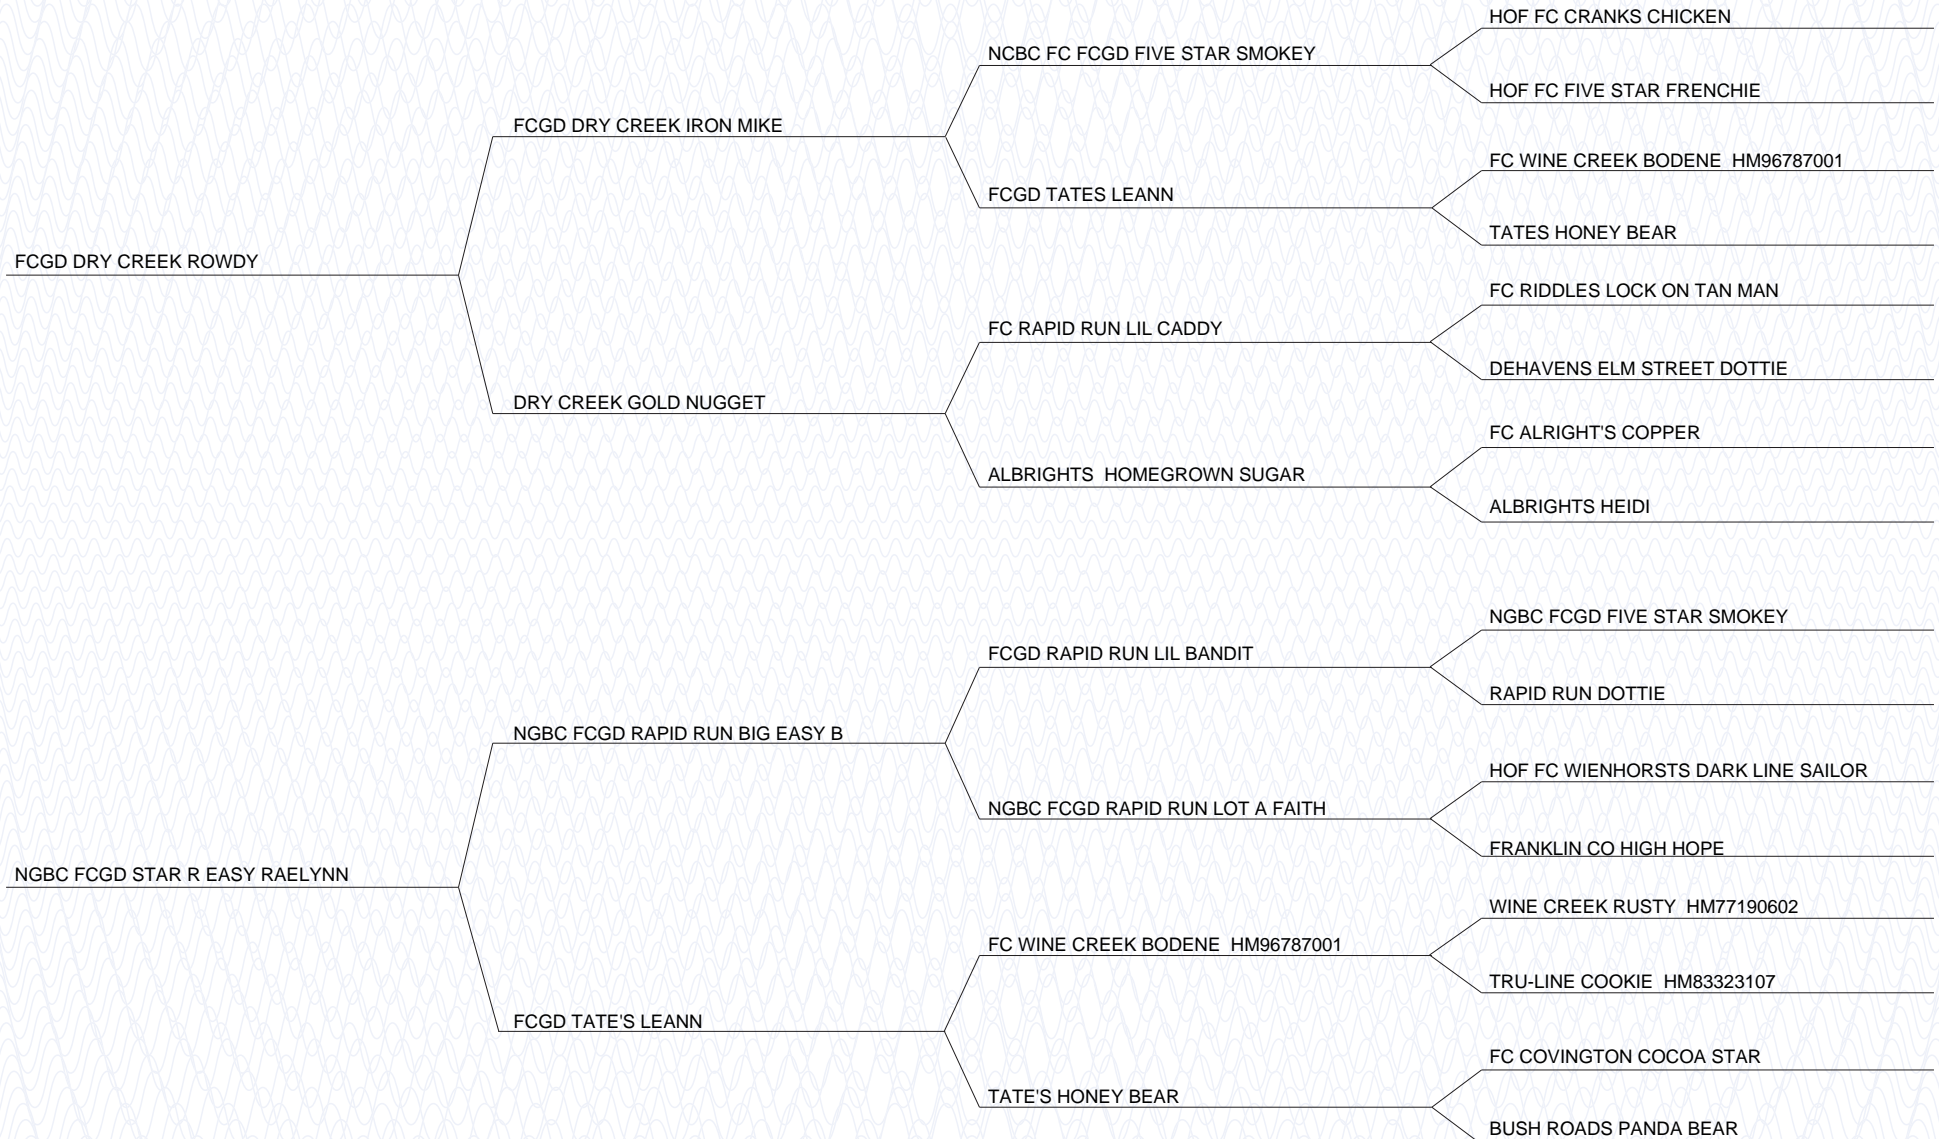 HOF FC CRANKS CHICKEN
NCBC FC FCGD FIVE STAR SMOKEY
HOF FC FIVE STAR FRENCHIE
FCGD DRY CREEK IRON MIKE
FC WINE CREEK BODENE  HM96787001
FCGD TATES LEANN
TATES HONEY BEAR
FCGD DRY CREEK ROWDY
FC RIDDLES LOCK ON TAN MAN
FC RAPID RUN LIL CADDY
DEHAVENS ELM STREET DOTTIE
DRY CREEK GOLD NUGGET
FC ALRIGHT'S COPPER
ALBRIGHTS  HOMEGROWN SUGAR
ALBRIGHTS HEIDI
NGBC FCGD FIVE STAR SMOKEY
FCGD RAPID RUN LIL BANDIT
RAPID RUN DOTTIE
NGBC FCGD RAPID RUN BIG EASY B
HOF FC WIENHORSTS DARK LINE SAILOR
NGBC FCGD RAPID RUN LOT A FAITH
FRANKLIN CO HIGH HOPE
NGBC FCGD STAR R EASY RAELYNN
WINE CREEK RUSTY  HM77190602
FC WINE CREEK BODENE  HM96787001
TRU-LINE COOKIE  HM83323107
FCGD TATE'S LEANN
FC COVINGTON COCOA STAR
TATE'S HONEY BEAR
BUSH ROADS PANDA BEAR